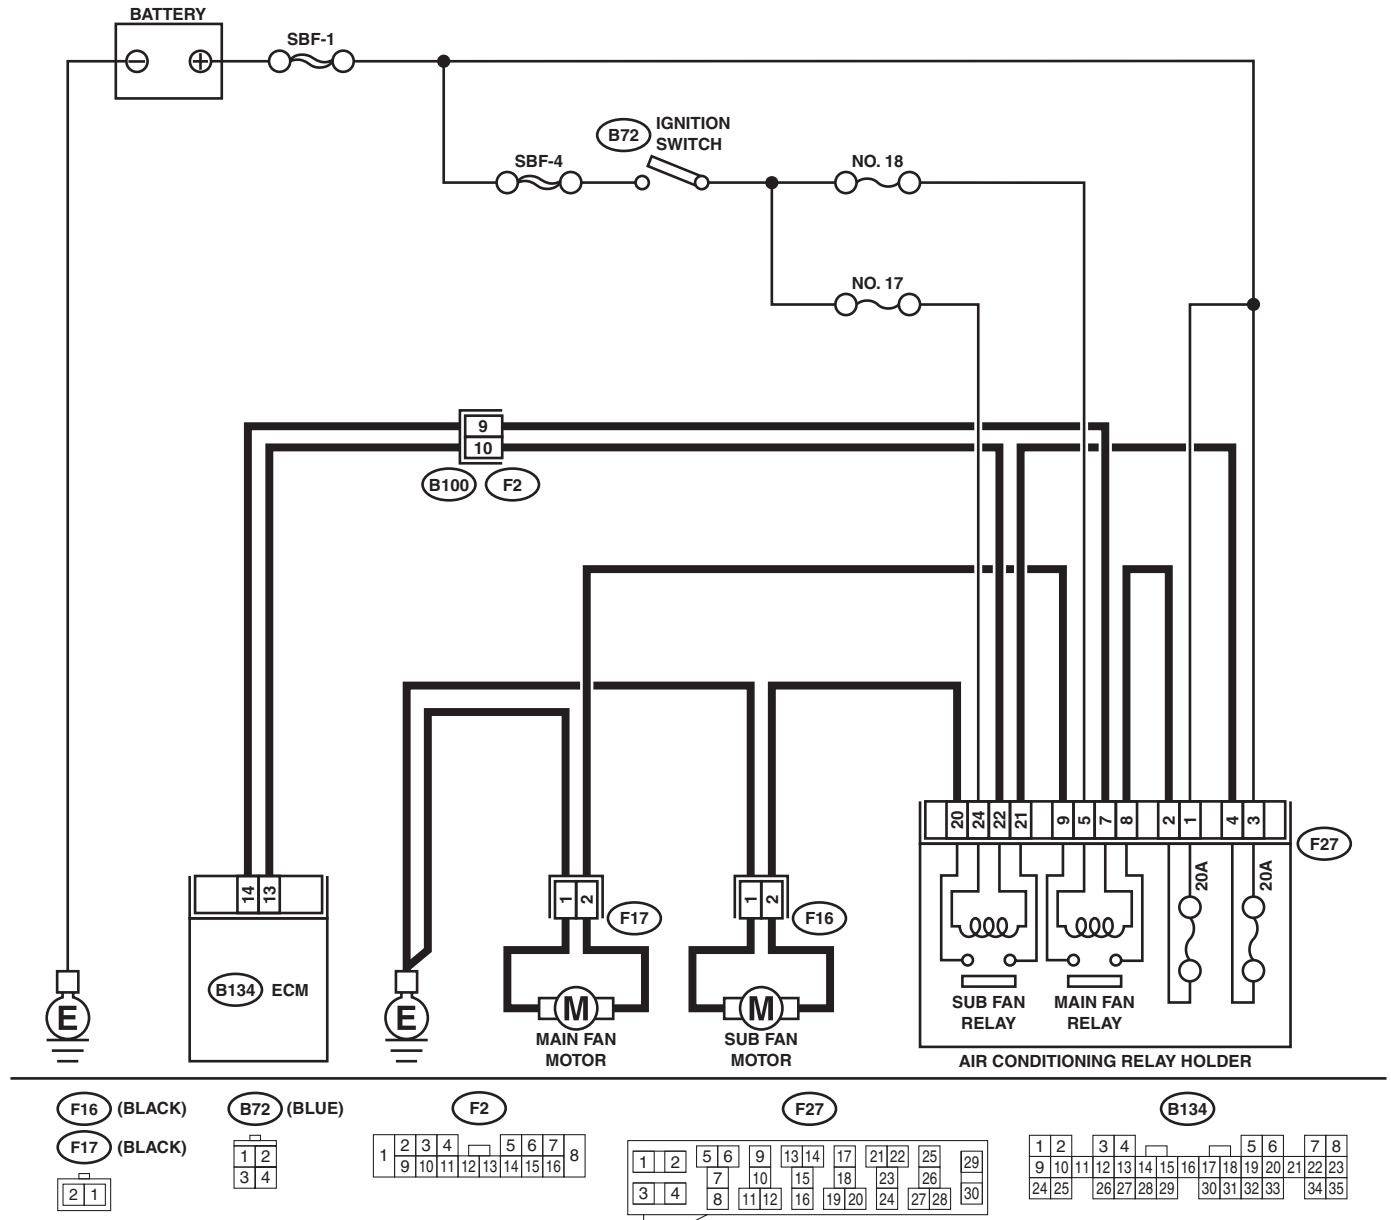 BATTERY
SBF-1
B72
IGNITION
SWITCH
SBF-4
NO. 18
NO. 17
9
10
B100
F2
20
24
22
21
9
5
7
8
2
1
4
3
F27
20A
20A
14
13
1
2
F17
1
2
F16
B134
ECM
E
E
M
M
MAIN FAN
MOTOR
SUB FAN
MOTOR
SUB FAN
RELAY
MAIN FAN
RELAY
AIR CONDITIONING RELAY HOLDER
F16 (BLACK)
F17 (BLACK)
2 1
B72 (BLUE)
1 2
3 4
F2
1 2 3 4 5 6 7 8
9 10 11 12 13 14 15 16
F27
1 2 5 6 9 13 14 17 21 22 25 29
7 10 15 18 23 26
3 4 8 11 12 16 19 20 24 27 28 30
B134
1 2 3 4 5 6 7 8
9 10 11 12 13 14 15 16 17 18 19 20 21 22 23
24 25 26 27 28 29 30 31 32 33 34 35